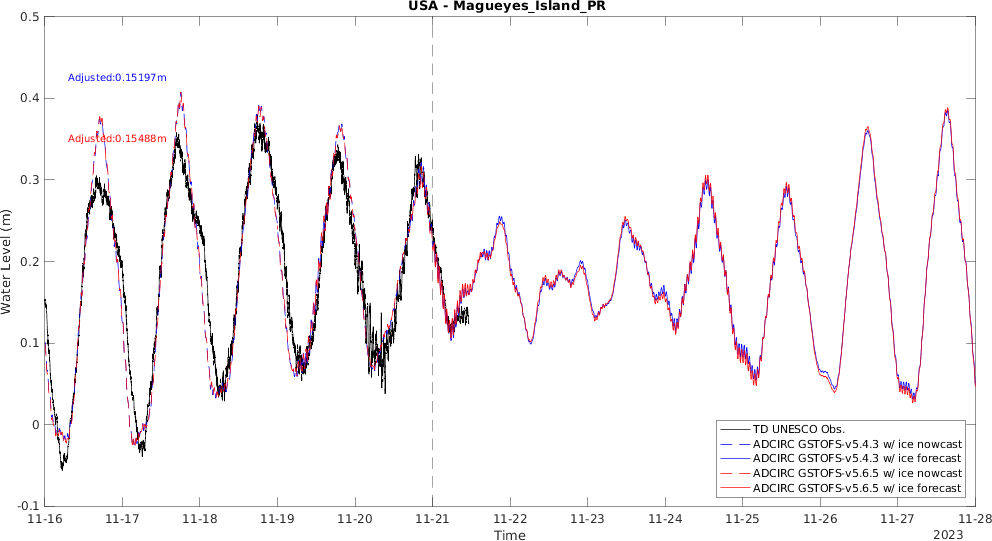 USA - Magueyes_Island_PR
0.5
0.4
0.3
0.2
0.1
0
-0.1
Water Level (m)
Adjusted:0.15197m
Adjusted:0.15488m
TD UNESCO Obs.
ADCIRC GSTOFS-v5.4.3 w/ ice nowcast
ADCIRC GSTOFS-v5.4.3 w/ ice forecast
ADCIRC GSTOFS-v5.6.5 w/ ice nowcast
ADCIRC GSTOFS-v5.6.5 w/ ice forecast
11-16 11-17 11-18 11-19 11-20 11-21 11-22 11-23 11-24 11-25 11-26 11-27 11-28
Time
2023